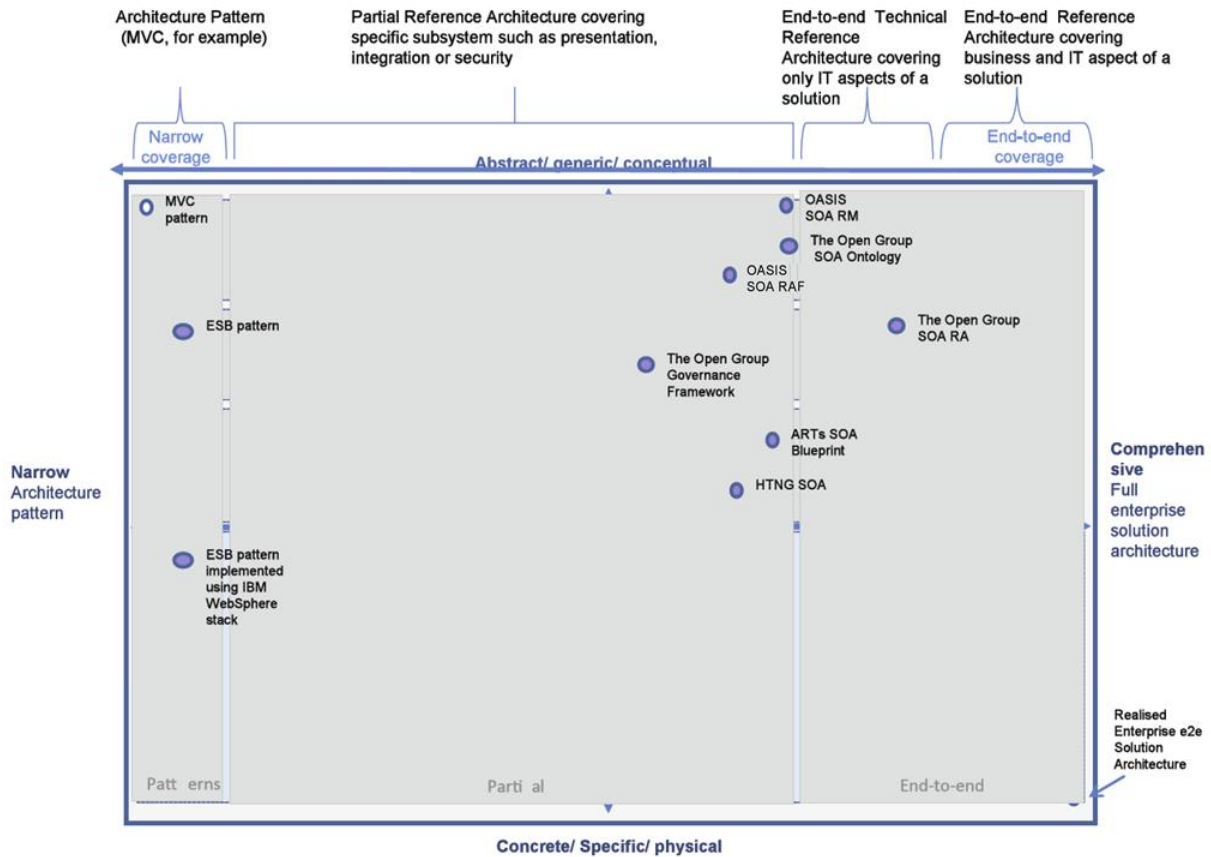 Architecture Pattern
(MVC, for example)
Partial Reference Architecture covering
specific subsystem such as presentation,
integration or security
End-to-end Technical
Reference
Architecture covering
only IT aspects of a
solution
End-to-end Reference
Architecture covering
business and IT aspect of a
solution
Narrow
coverage
Abstract/ generic/ conceptual
End-to-end
coverage
MVC
pattern
OASIS
SOA RM
The Open Group
SOA Ontology
OASIS
SOA RAF
ESB pattern
The Open Group
SOA RA
The Open Group
Governance
Framework
ARTs SOA
Blueprint
HTNG SOA
Narrow
Architecture
pattern
Comprehen
sive
Full
enterprise
solution
architecture
ESB pattern
implemented
using IBM
WebSphere
stack
Realised
Enterprise e2e
Solution
Architecture
Patt erns
Parti al
End-to-end
Concrete/ Specific/ physical